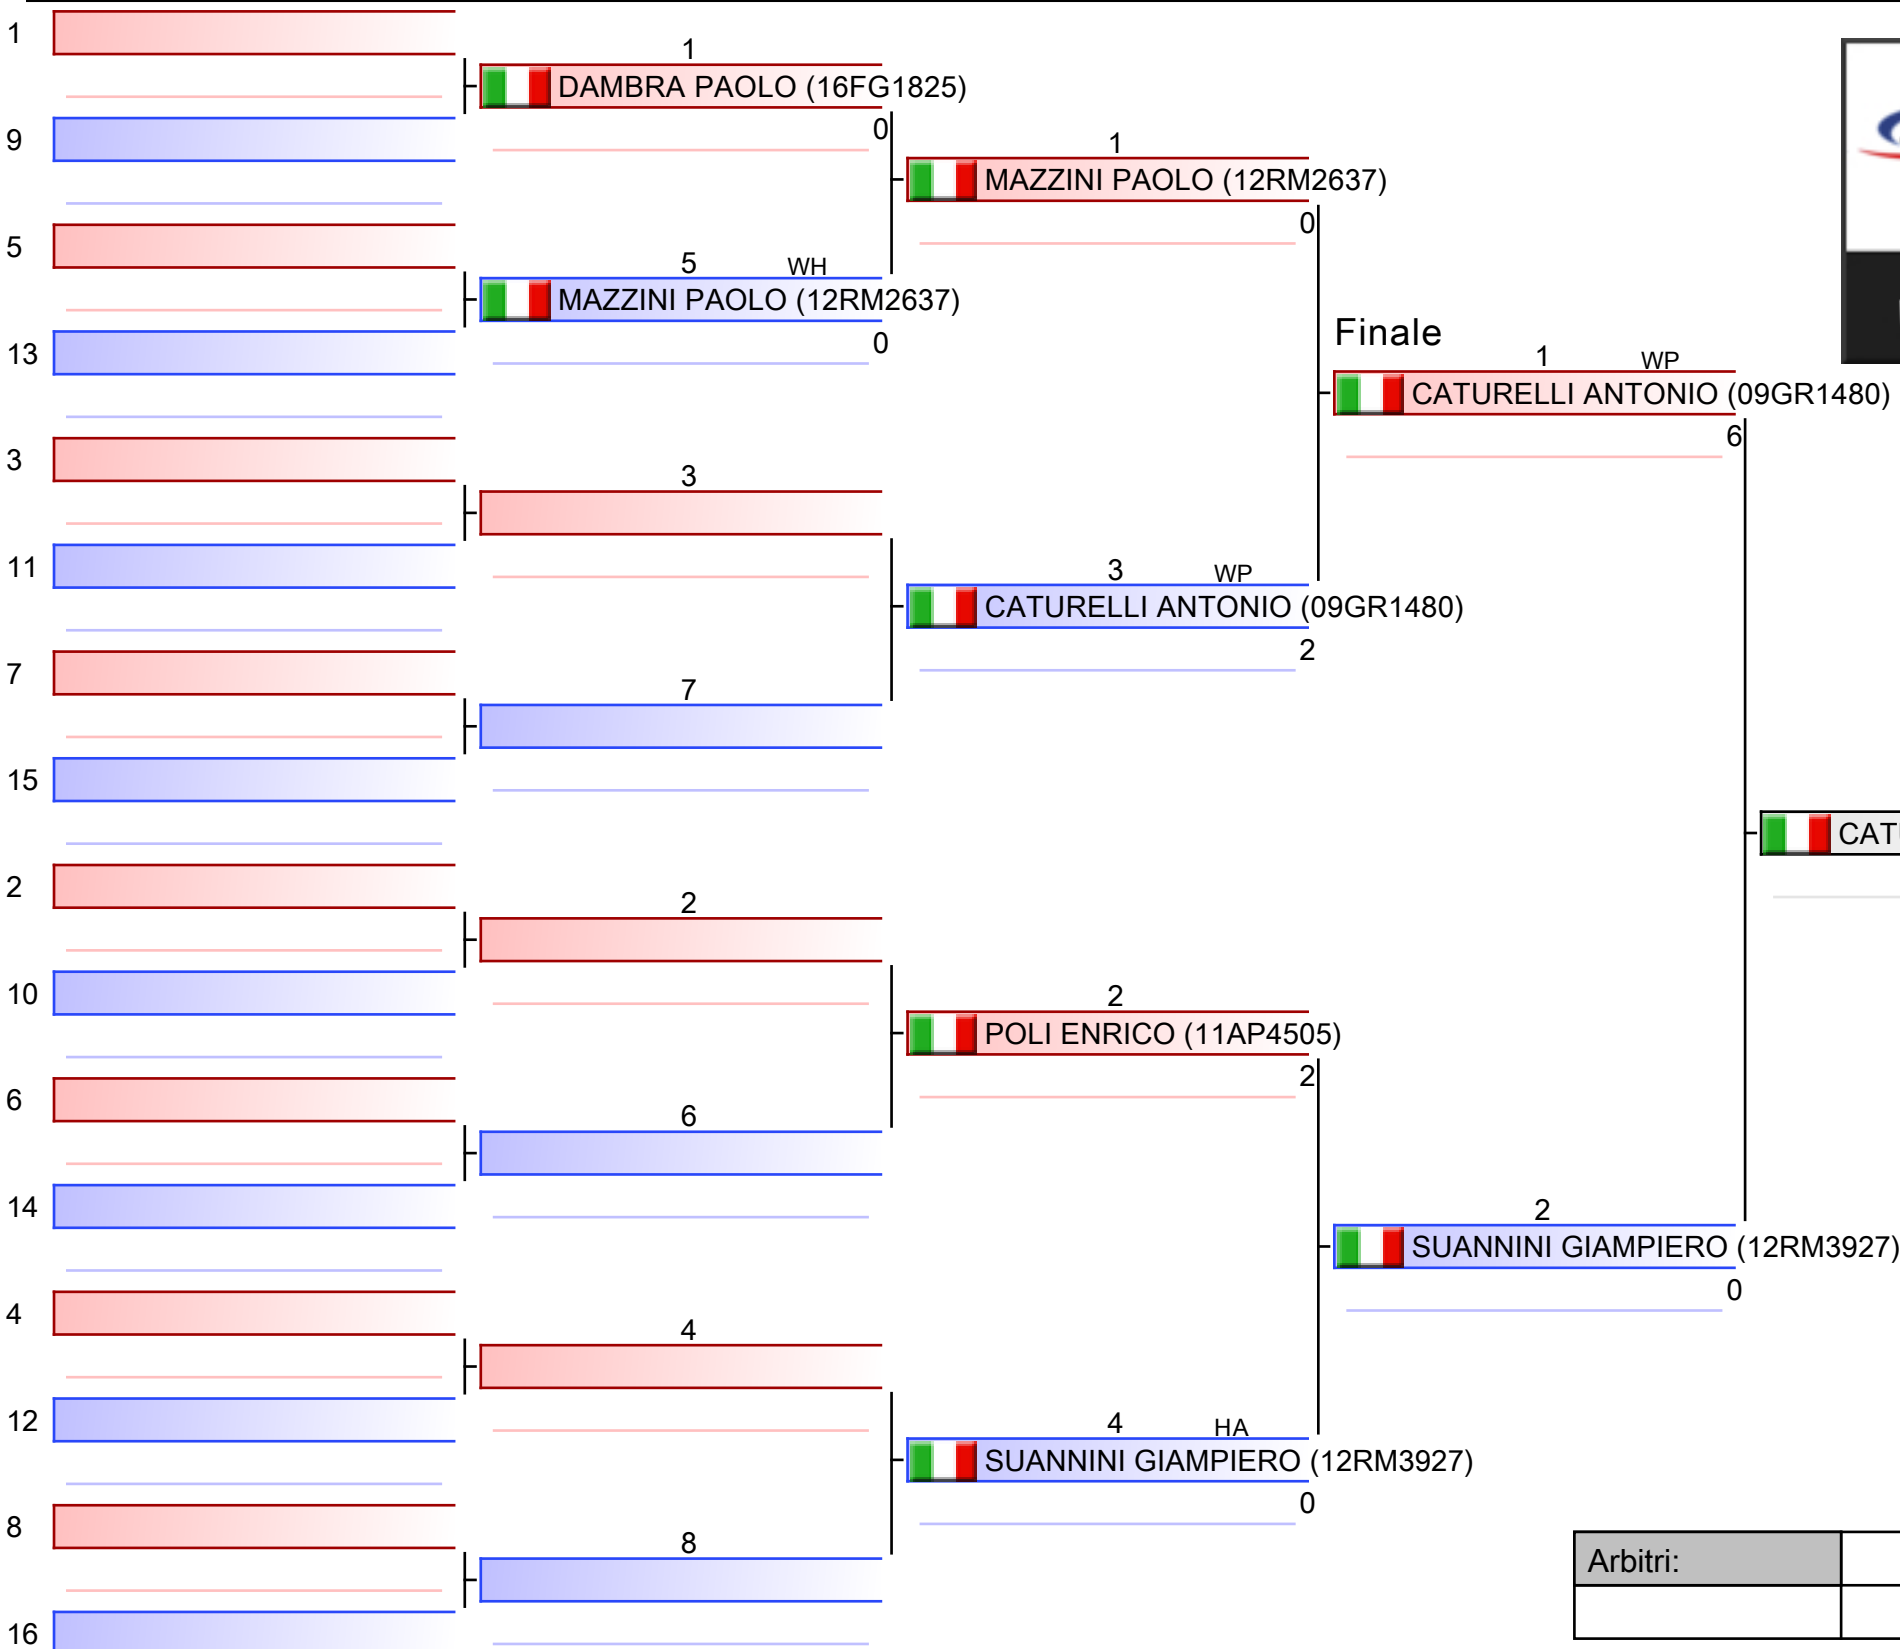 1
9
5
13
3
11
7
15
2
10
6
14
4
12
8
16
1
DAMBRA PAOLO (16FG1825)
0
5 WH
MAZZINI PAOLO (12RM2637)
0
3
7
2
6
4
8
1
MAZZINI PAOLO (12RM2637)
0
3 WP
CATURELLI ANTONIO (09GR1480)
2
2
POLI ENRICO (11AP4505)
2
4 HA
SUANNINI GIAMPIERO (12RM3927)
0
Finale
1 WP
CATURELLI ANTONIO (09GR1480)
6
2
SUANNINI GIAMPIERO (12RM3927)
0
Arbitri: